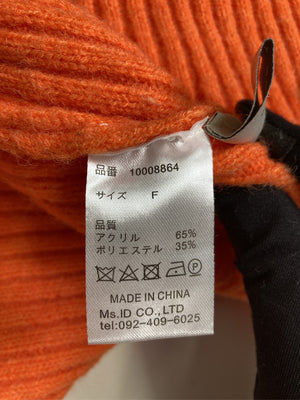 品番 10008864
サイズ F
品質
アクリル 65%
ポリエステル 35%
MADE IN CHINA
Ms.ID CO.,LTD
tel:092-409-6025